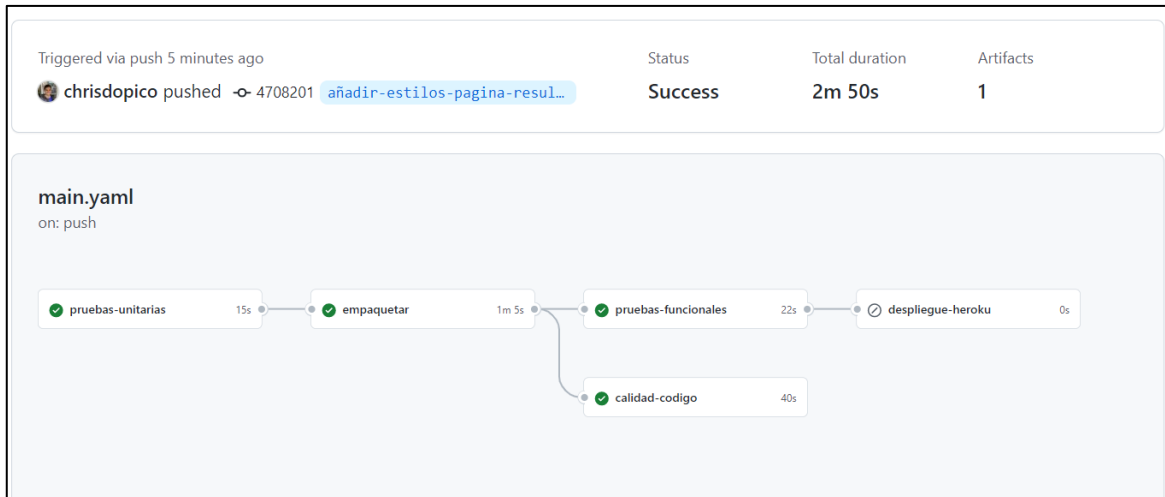 Triggered via push 5 minutes ago
Status
Total duration
Artifacts
chrisdopico pushed 4708201 añadir-estilos-pagina-resul…
Success
2m 50s
1
main.yaml
on: push
pruebas-unitarias 15s
empaquetar 1m 5s
pruebas-funcionales 22s
despliegue-heroku 0s
calidad-codigo 40s